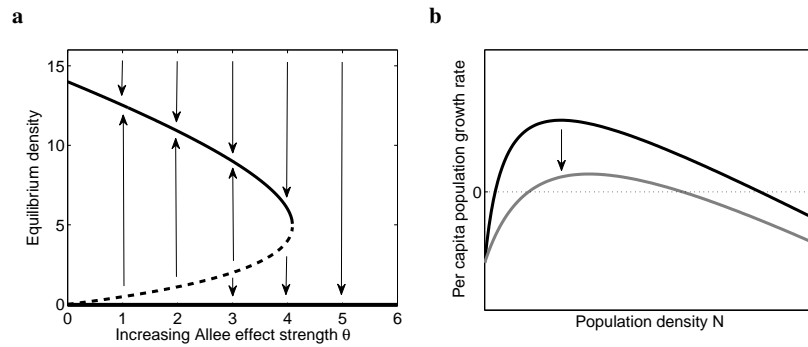 a
b
15
10
5
0
Equilibrium density
0 1 2 3 4 5 6
Increasing Allee effect strength θ
Per capita population growth rate
0
Population density N